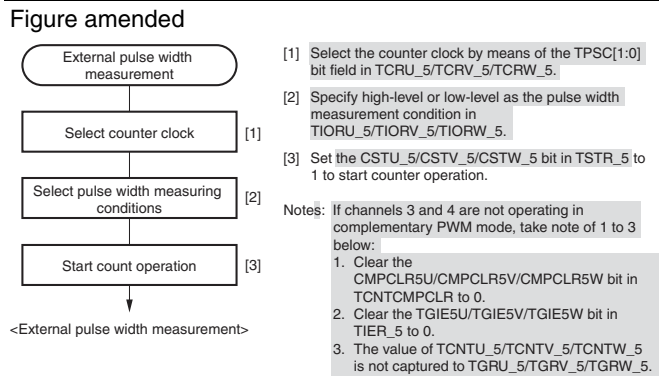 Figure amended
External pulse width
measurement
Select counter clock
[1]
Select pulse width measuring
conditions
[2]
Start count operation
[3]
<External pulse width measurement>
[1] Select the counter clock by means of the TPSC[1:0]
bit field in TCRU_5/TCRV_5/TCRW_5.
[2] Specify high-level or low-level as the pulse width
measurement condition in
TIORU_5/TIORV_5/TIORW_5.
[3] Set the CSTU_5/CSTV_5/CSTW_5 bit in TSTR_5 to
1 to start counter operation.
Notes: If channels 3 and 4 are not operating in
complementary PWM mode, take note of 1 to 3
below:
1. Clear the
CMPCLR5U/CMPCLR5V/CMPCLR5W bit in
TCNTCMPCLR to 0.
2. Clear the TGIE5U/TGIE5V/TGIE5W bit in
TIER_5 to 0.
3. The value of TCNTU_5/TCNTV_5/TCNTW_5
is not captured to TGRU_5/TGRV_5/TGRW_5.